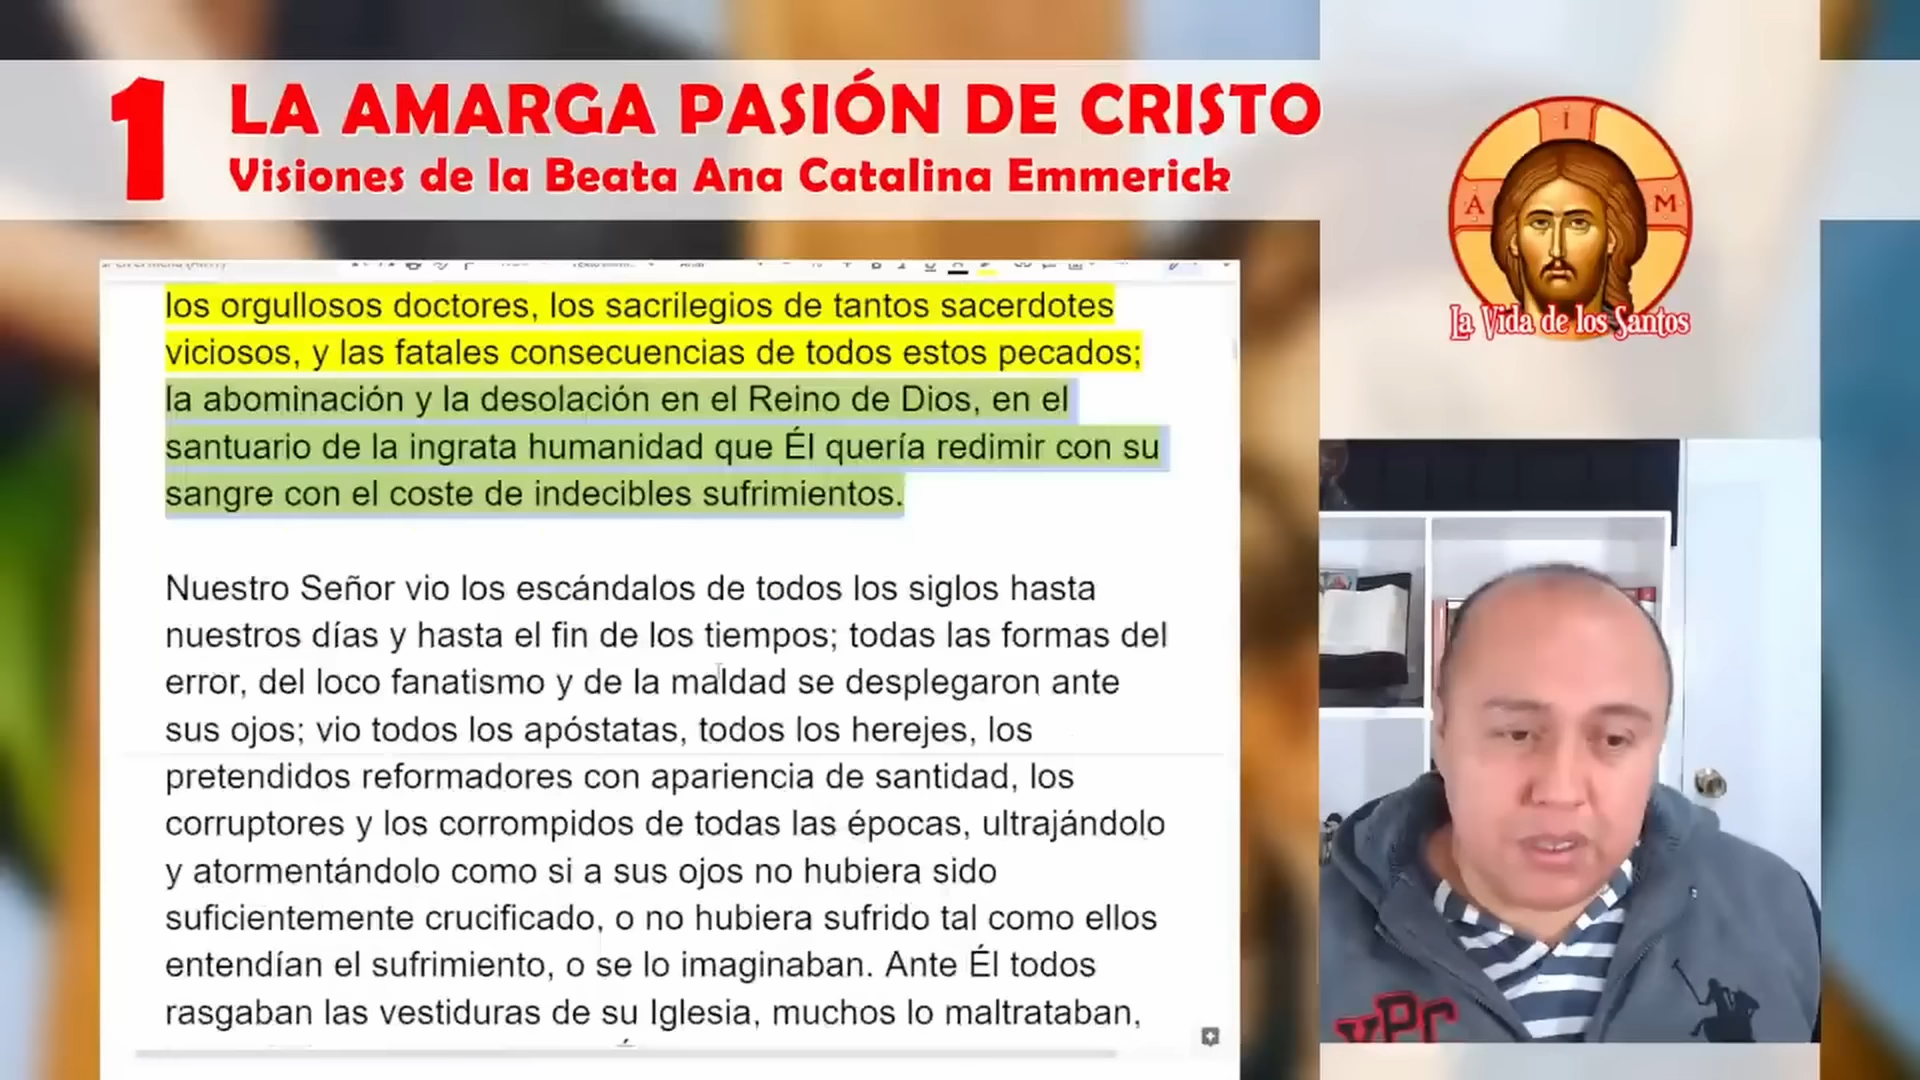 1
LA AMARGA PASIÓN DE CRISTO
Visiones de la Beata Ana Catalina Emmerick
I
A
M
La Vida de los Santos
los orgullosos doctores, los sacrilegios de tantos sacerdotes
viciosos, y las fatales consecuencias de todos estos pecados;
la abominación y la desolación en el Reino de Dios, en el
santuario de la ingrata humanidad que Él quería redimir con su
sangre con el coste de indecibles sufrimientos.
Nuestro Señor vio los escándalos de todos los siglos hasta
nuestros días y hasta el fin de los tiempos; todas las formas del
error, del loco fanatismo y de la maldad se desplegaron ante
sus ojos; vio todos los apóstatas, todos los herejes, los
pretendidos reformadores con apariencia de santidad, los
corruptores y los corrompidos de todas las épocas, ultrajándolo
y atormentándolo como si a sus ojos no hubiera sido
suficientemente crucificado, o no hubiera sufrido tal como ellos
entendían el sufrimiento, o se lo imaginaban. Ante Él todos
rasgaban las vestiduras de su Iglesia, muchos lo maltrataban,